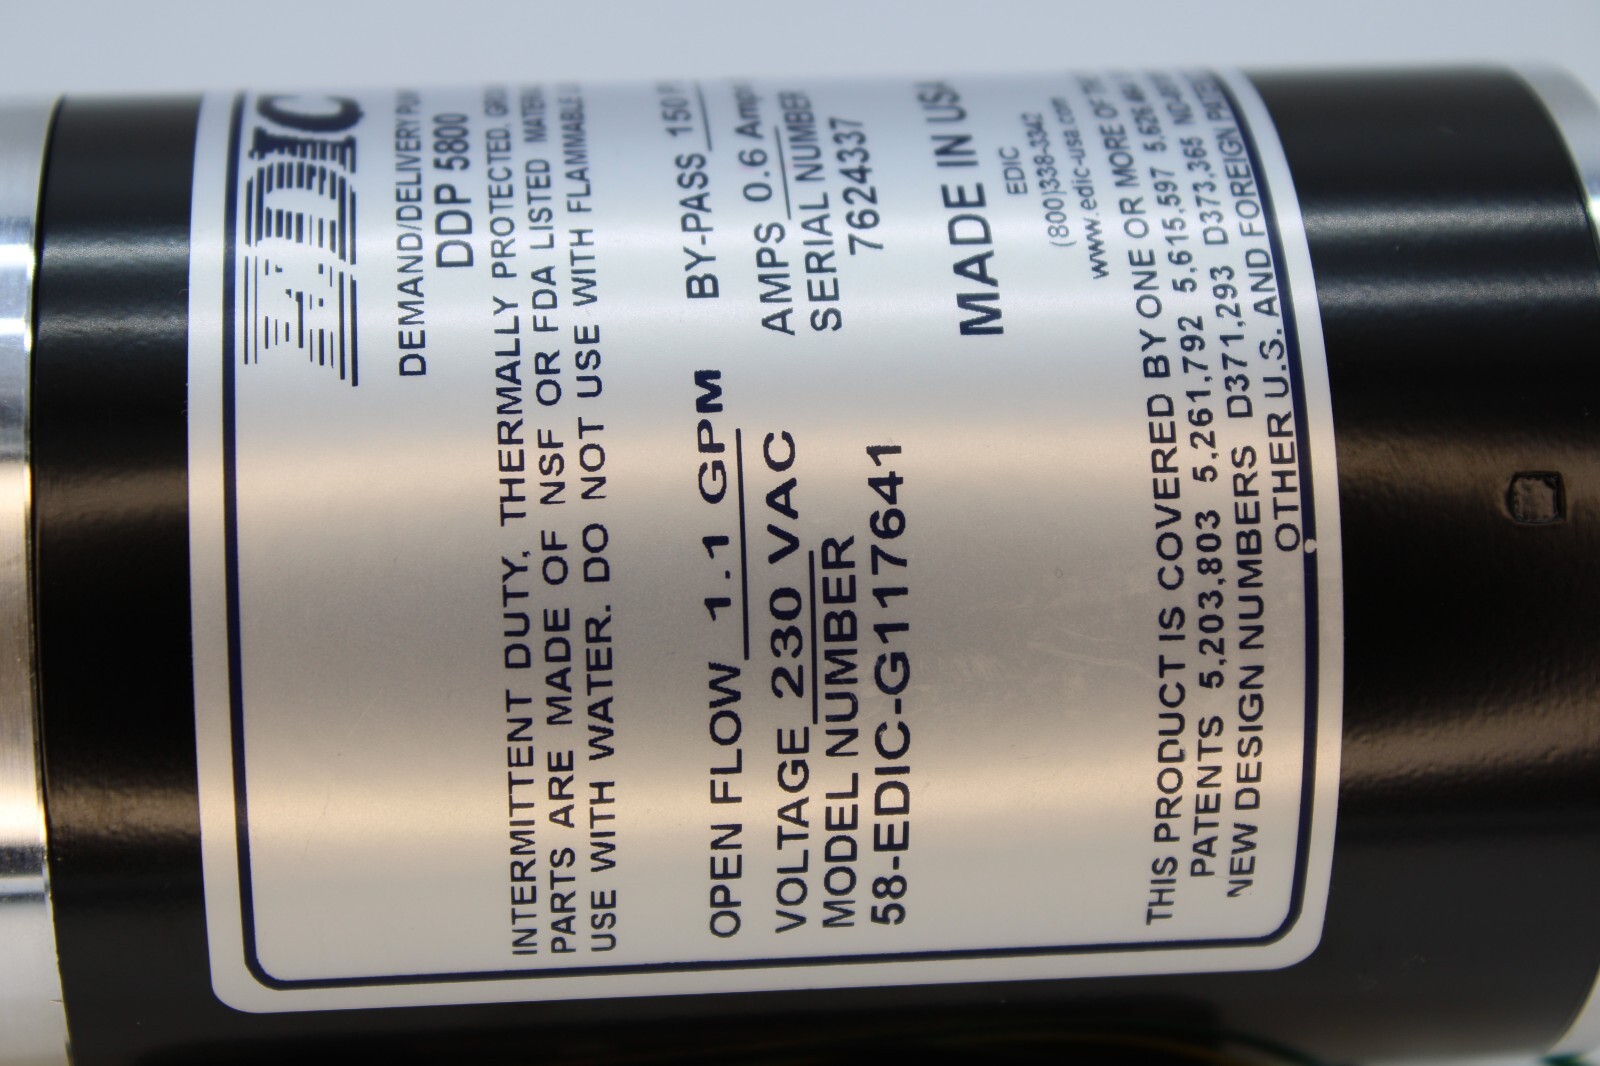 EDIC
DEMAND/DELIVERY
DDP 5800
INTERMITTENT DUTY, THERMALLY PROTECTED,
PARTS ARE MADE OF NSF OR FDA LISTED
USE WITH WATER. DO NOT USE WITH FLAMMABLE
OPEN FLOW 1.1 GPM BY-PASS 150
VOLTAGE 230 VAC AMPS 0.6
MODEL NUMBER SERIAL NUMBER
58-EDIC-G117641 7624337
MADE IN USA
EDIC
(800)338-3342
www.edic-usa.com
THIS PRODUCT IS COVERED BY ONE OR MORE OF
PATENTS 5,203,803 5,261,792 5,615,597
NEW DESIGN NUMBERS D371,293 D373,365
OTHER U.S. AND FOREIGN